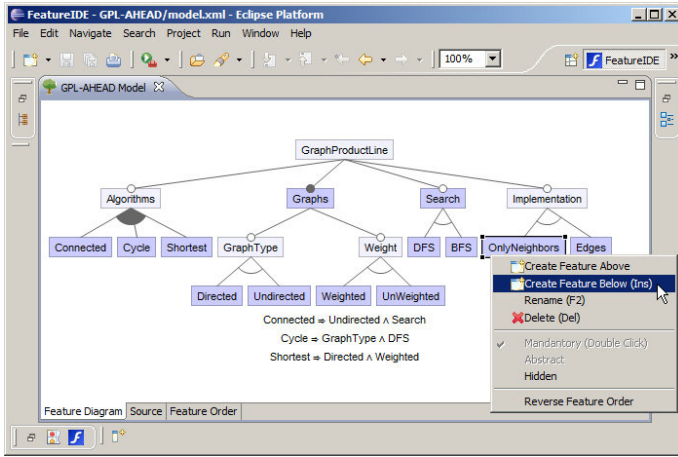 FeatureIDE - GPL-AHEAD/model.xml - Eclipse Platform
File Edit Navigate Search Project Run Window Help
100% FeatureIDE »
GPL-AHEAD Model
GraphProductLine
Algorithms Graphs Search Implementation
Connected Cycle Shortest GraphType Weight DFS BFS OnlyNeighbors Edges
Directed Undirected Weighted UnWeighted
Connected ⇒ Undirected ∧ Search
Cycle ⇒ GraphType ∧ DFS
Shortest ⇒ Directed ∧ Weighted
Create Feature Above
Create Feature Below (Ins)
Rename (F2)
Delete (Del)
Mandantory (Double Click)
Abstract
Hidden
Reverse Feature Order
Feature Diagram Source Feature Order